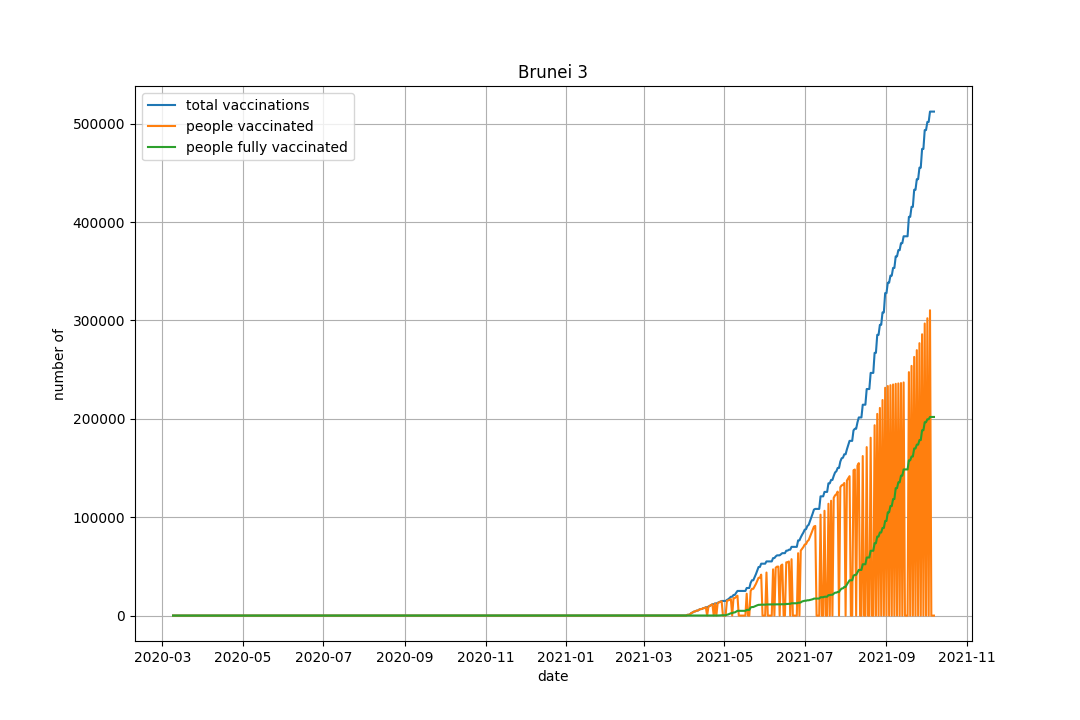 Brunei 3
total vaccinations
people vaccinated
people fully vaccinated
number of
500000
400000
300000
200000
100000
0
2020-03 2020-05 2020-07 2020-09 2020-11 2021-01 2021-03 2021-05 2021-07 2021-09 2021-11
date